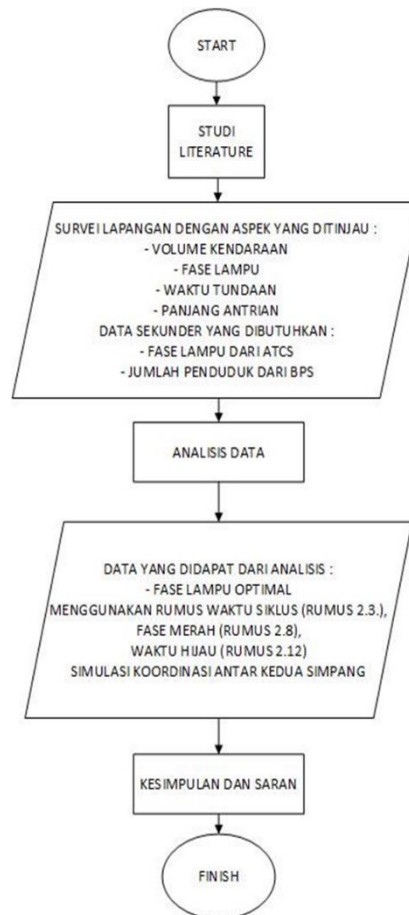 START
STUDI
LITERATURE
SURVEI LAPANGAN DENGAN ASPEK YANG DITINJAU :
- VOLUME KENDARAAN
- FASE LAMPU
- WAKTU TUNDAAN
- PANJANG ANTRIAN
DATA SEKUNDER YANG DIBUTUHKAN :
- FASE LAMPU DARI ATCS
- JUMLAH PENDUDUK DARI BPS
ANALISIS DATA
DATA YANG DIDAPAT DARI ANALISIS :
- FASE LAMPU OPTIMAL
MENGGUNAKAN RUMUS WAKTU SIKLUS (RUMUS 2.3.),
FASE MERAH (RUMUS 2.8),
WAKTU HIJAU (RUMUS 2.12)
SIMULASI KOORDINASI ANTAR KEDUA SIMPANG
KESIMPULAN DAN SARAN
FINISH